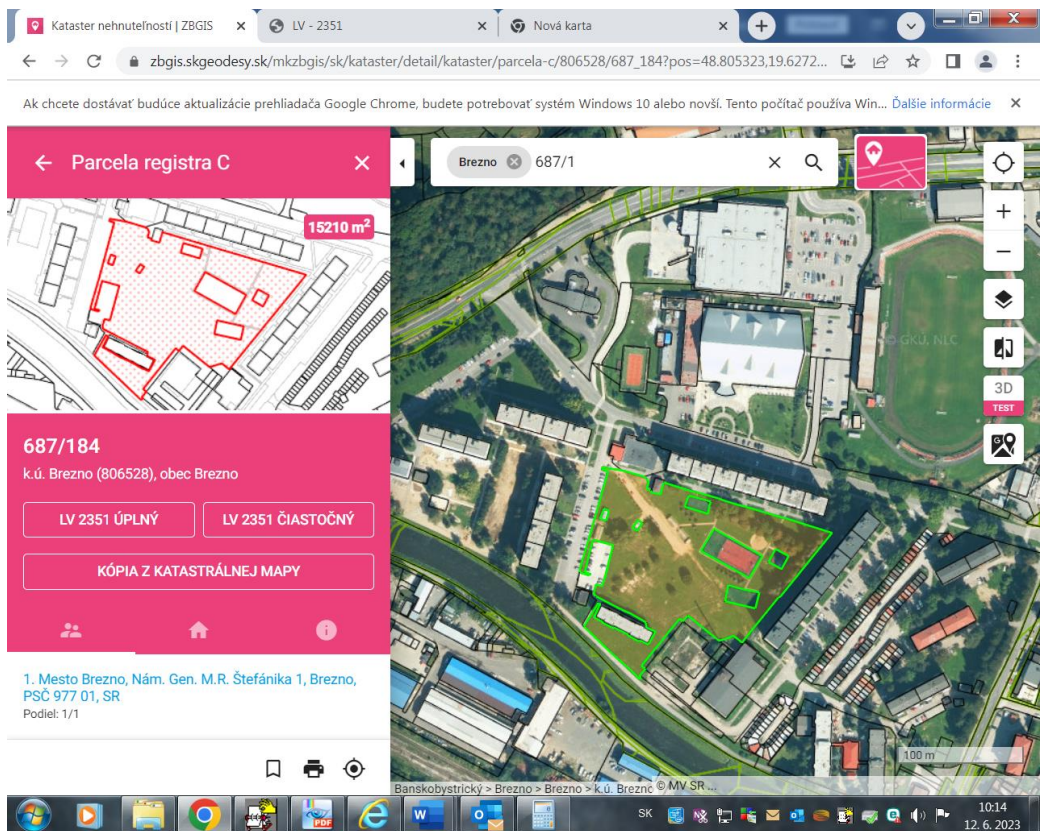 Kataster nehnuteľností | ZBGIS
LV - 2351
Nová karta
zbgis.skgeodesy.sk/mkzbgis/sk/kataster/detail/kataster/parcela-c/806528/687_184?pos=48.805323,19.6272...
Ak chcete dostávať budúce aktualizácie prehliadača Google Chrome, budete potrebovať systém Windows 10 alebo novší. Tento počítač používa Win... Ďalšie informácie
Parcela registra C
15210 m²
687/184
k.ú. Brezno (806528), obec Brezno
LV 2351 ÚPLNÝ
LV 2351 ČIASTOČNÝ
KÓPIA Z KATASTRÁLNEJ MAPY
1. Mesto Brezno, Nám. Gen. M.R. Štefánika 1, Brezno,
PSČ 977 01, SR
Podiel: 1/1
Brezno 687/1
© GKÚ, NLC
3D
TEST
100 m
Banskobystrický > Brezno > Brezno > k.ú. Brezno © MV SR ...
PDF
SK
10:14
12. 6. 2023